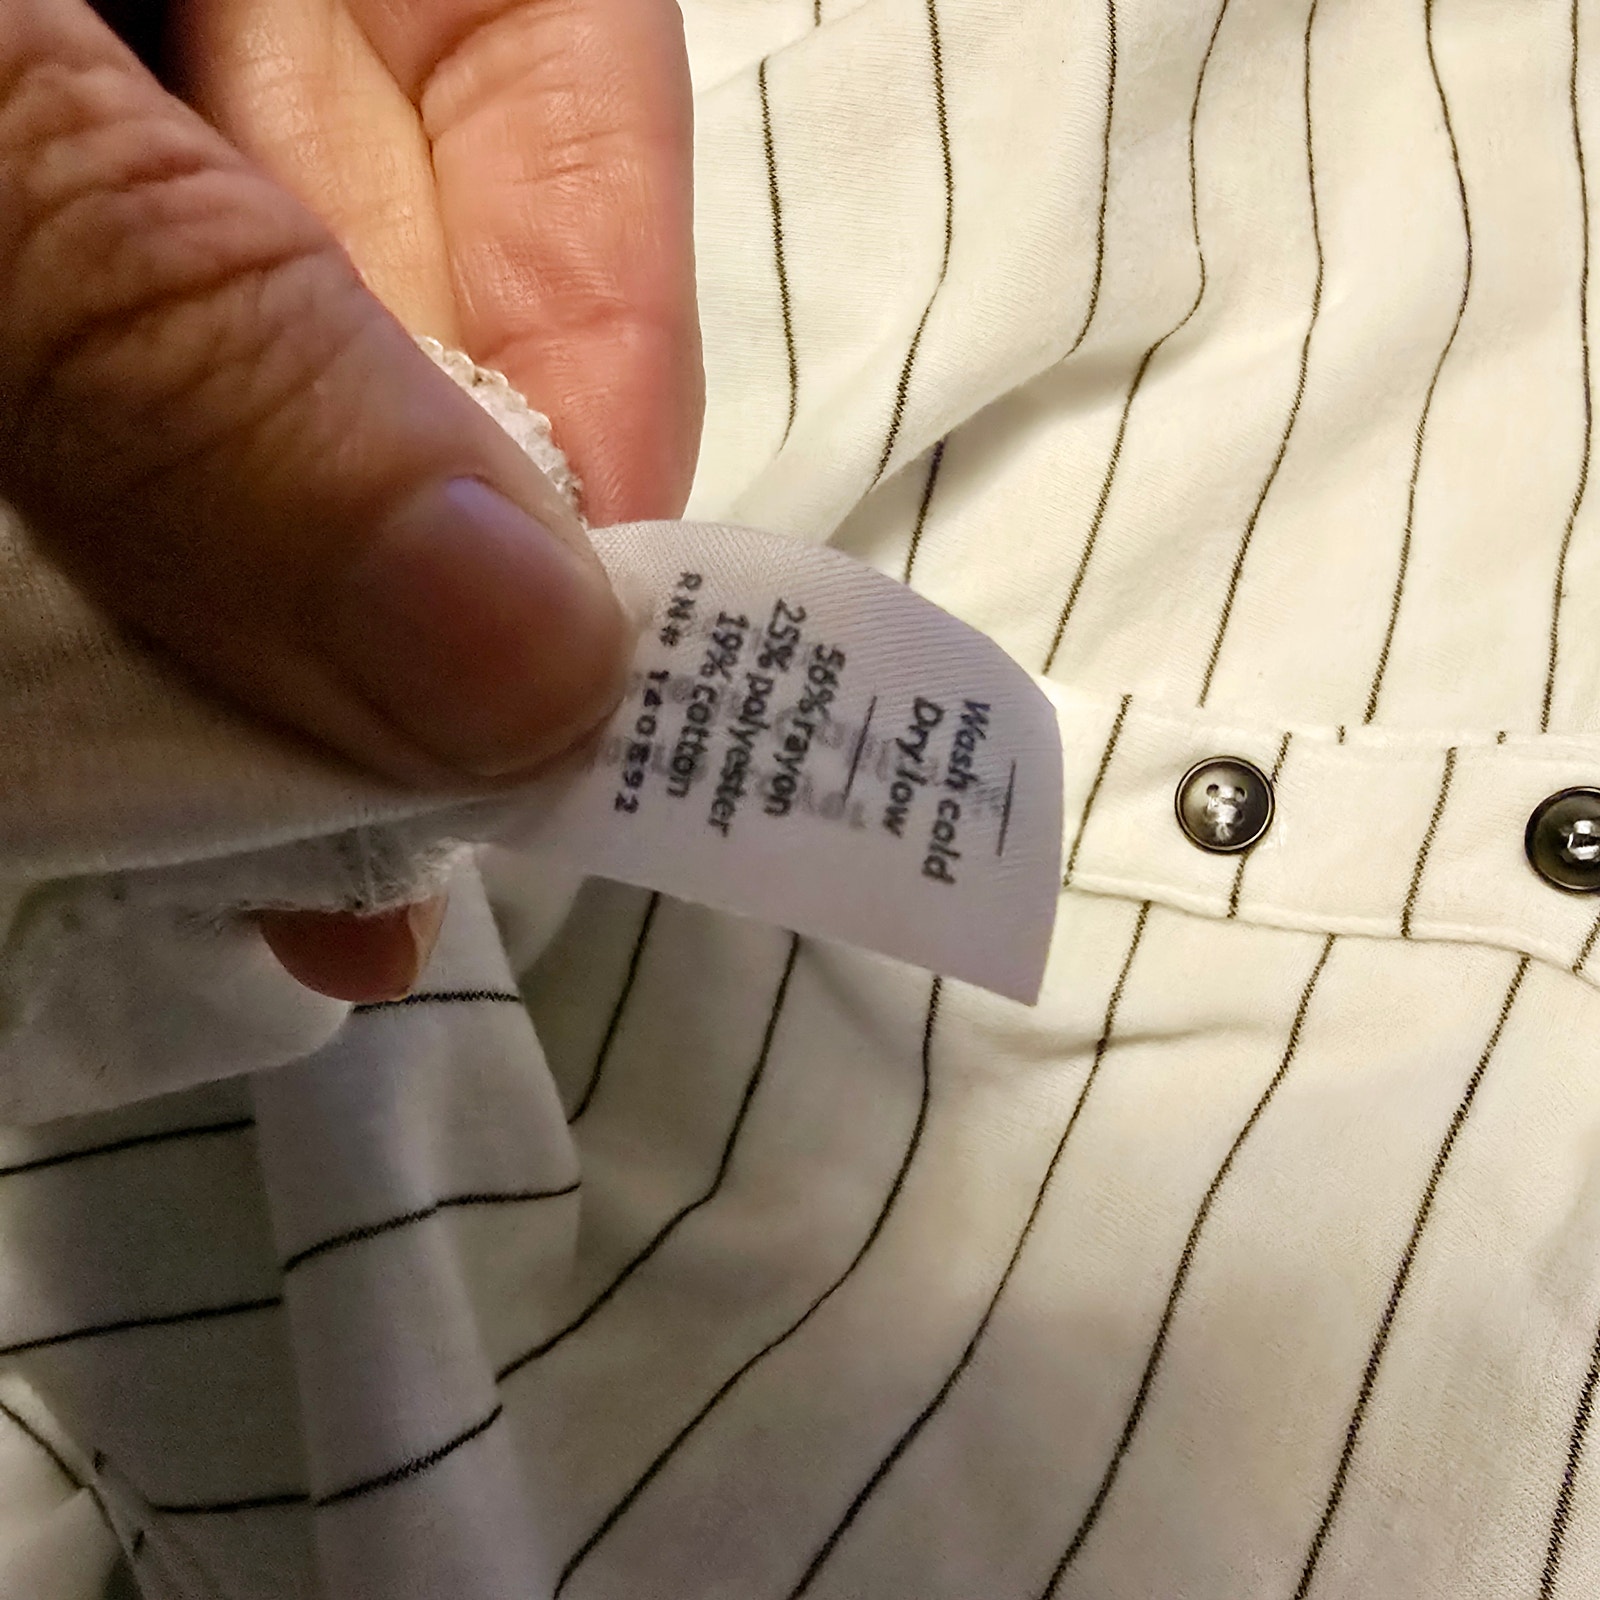 Wash cold
Dry low
56% rayon
25% polyester
19% cotton
RN# 140892